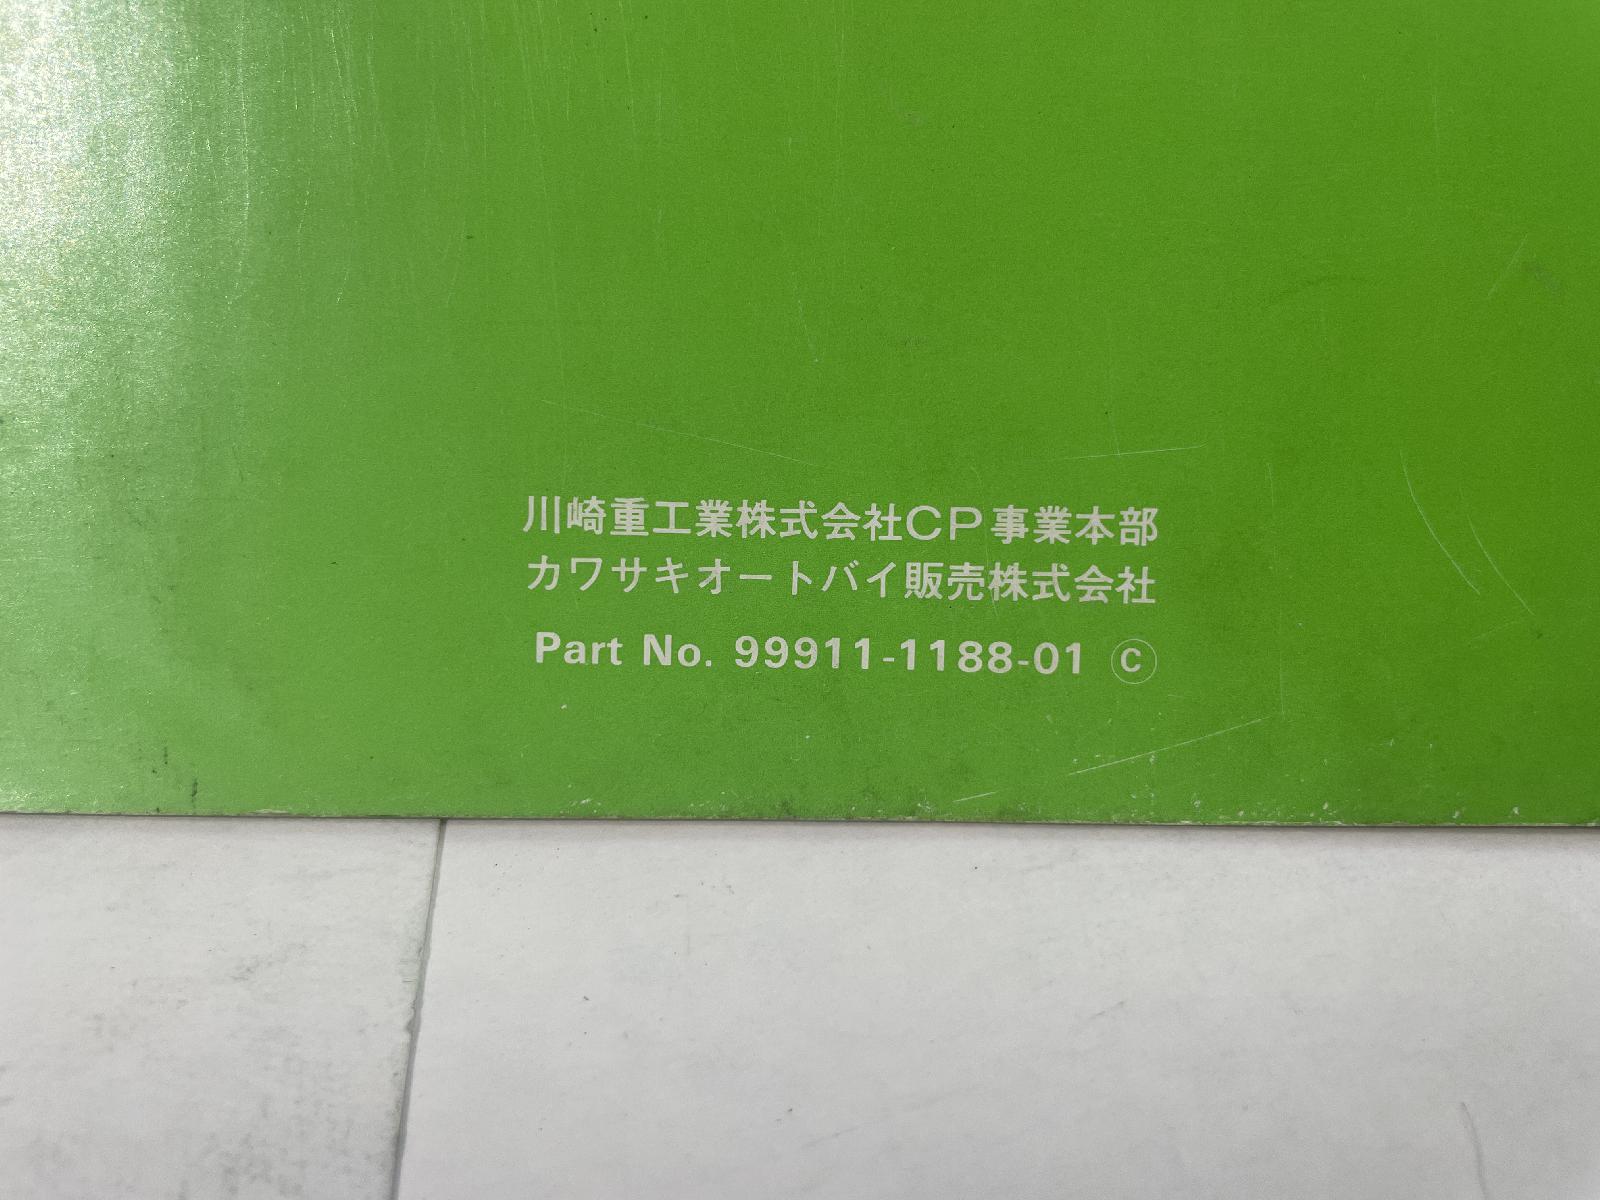 川崎重工業株式会社CP事業本部
カワサキオートバイ販売株式会社
Part No. 99911-1188-01 Ⓒ